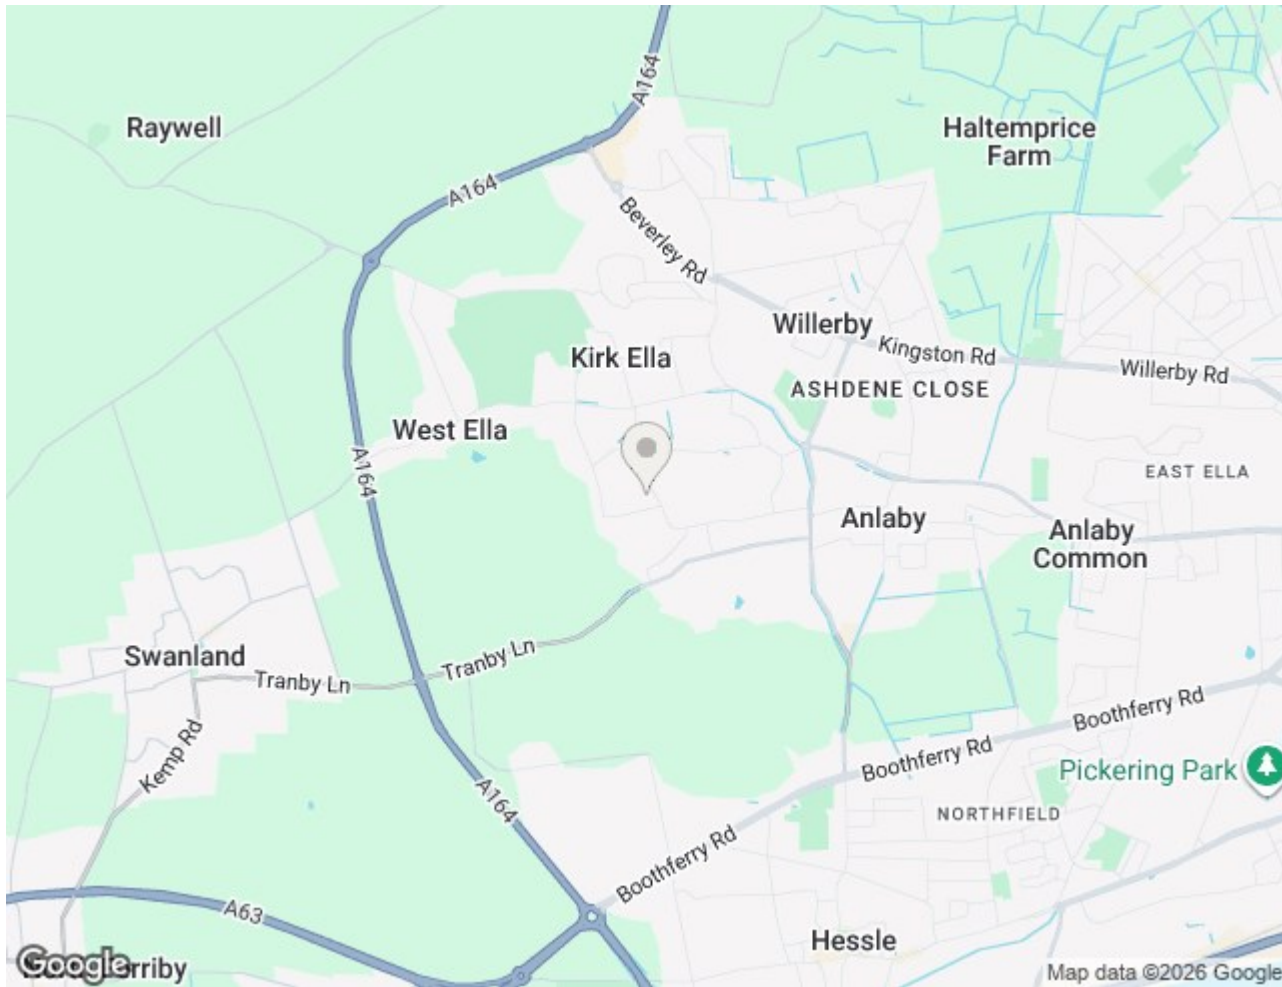 A164
Raywell
Haltemprice
Farm
A164
Beverley Rd
Willerby
Kingston Rd
Kirk Ella
Willerby Rd
ASHDENE CLOSE
West Ella
A164
EAST ELLA
Anlaby
Anlaby
Common
Swanland
Tranby Ln
Tranby Ln
Kemp Rd
Boothferry Rd
Boothferry Rd
Pickering Park
A164
NORTHFIELD
Boothferry Rd
A63
Hessle
Google
Map data ©2026 Google